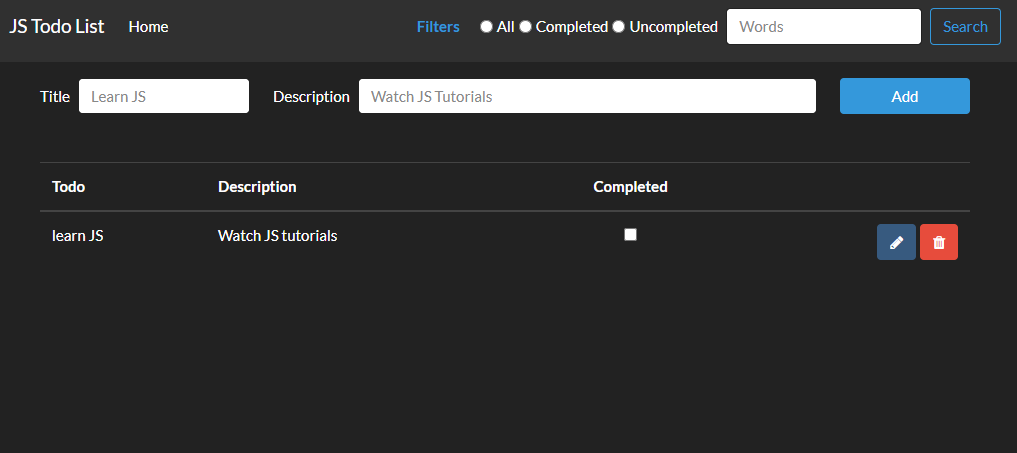 JS Todo List Home Filters All Completed Uncompleted Words Search
Title Learn JS Description Watch JS Tutorials Add
Todo Description Completed
learn JS Watch JS tutorials